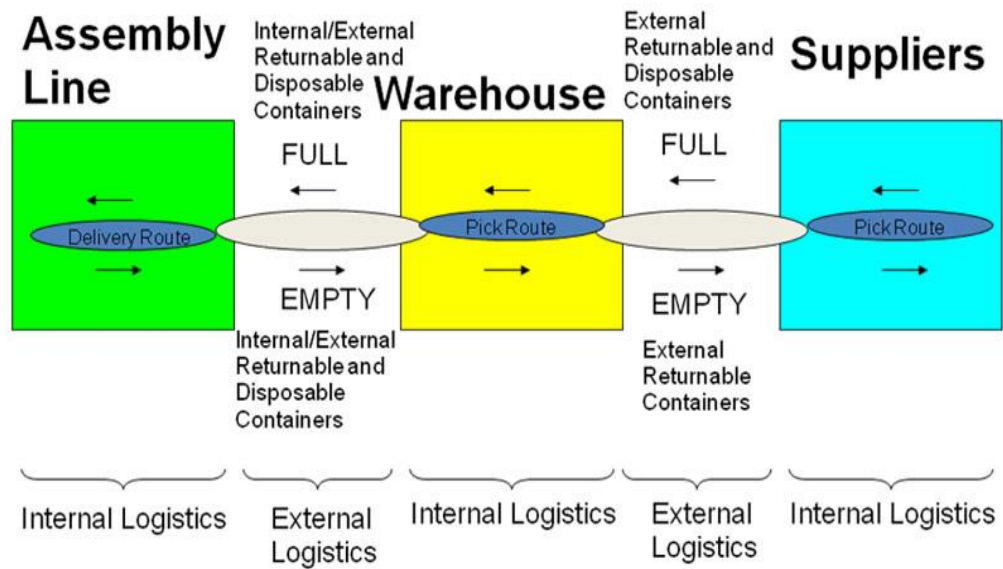 Assembly
Line
Internal/External
Returnable and
Disposable
Containers
Warehouse
External
Returnable and
Disposable
Containers
Suppliers
FULL
FULL
Delivery Route
Pick Route
Pick Route
EMPTY
EMPTY
Internal/External
Returnable and
Disposable
Containers
External
Returnable
Containers
Internal Logistics
External
Logistics
Internal Logistics
External
Logistics
Internal Logistics